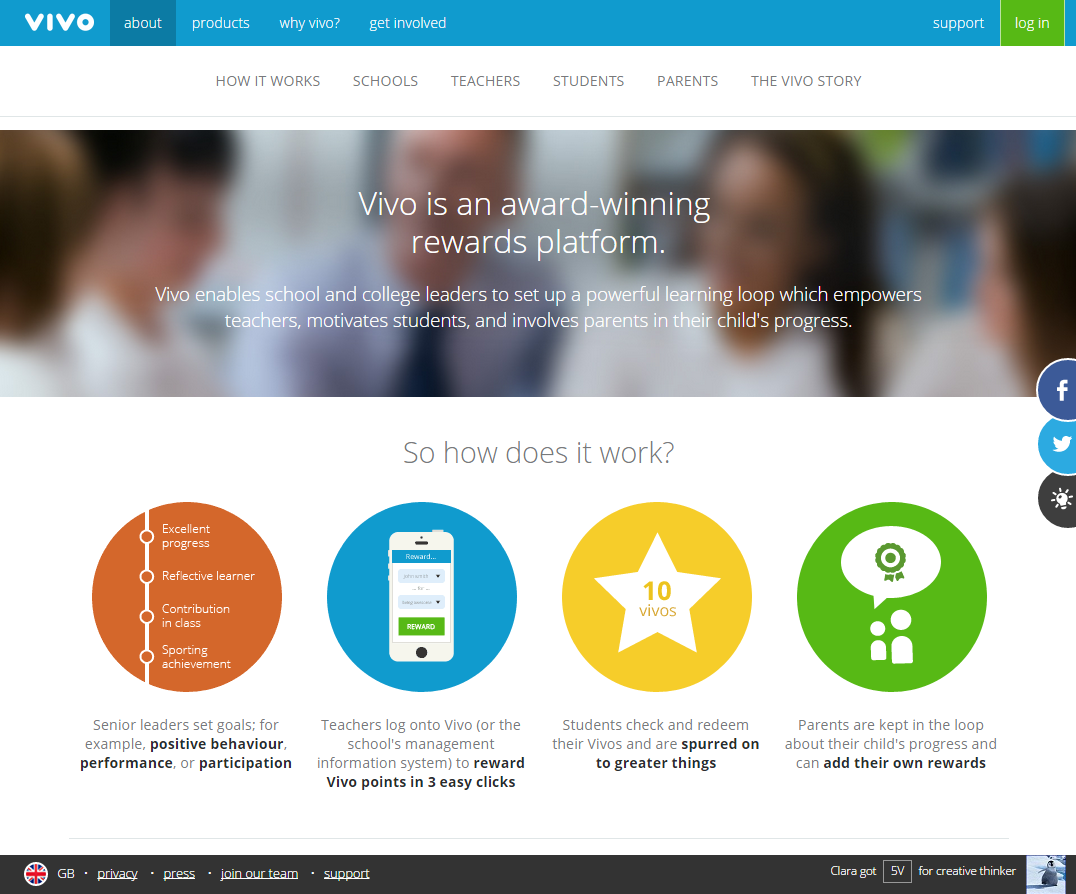 VIVO
about
products
why vivo?
get involved
support
log in
HOW IT WORKS
SCHOOLS
TEACHERS
STUDENTS
PARENTS
THE VIVO STORY
Vivo is an award-winning
rewards platform.
Vivo enables school and college leaders to set up a powerful learning loop which empowers
teachers, motivates students, and involves parents in their child's progress.
So how does it work?
Excellent
progress
Reflective learner
Contribution
in class
Sporting
achievement
Reward...
REWARD
10
vivos
Senior leaders set goals; for
example, positive behaviour,
performance, or participation
Teachers log onto Vivo (or the
school's management
information system) to reward
Vivo points in 3 easy clicks
Students check and redeem
their Vivos and are spurred on
to greater things
Parents are kept in the loop
about their child's progress and
can add their own rewards
GB · privacy · press · join our team · support
Clara got 5V for creative thinker